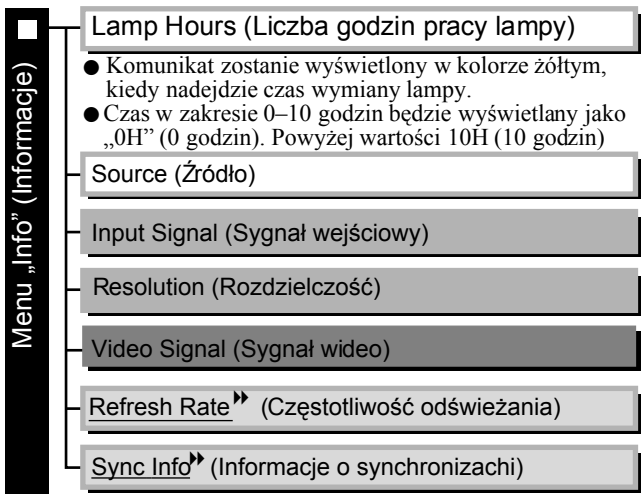 Menu „Info” (Informacje)
Lamp Hours (Liczba godzin pracy lampy)
● Komunikat zostanie wyświetlony w kolorze żółtym,
kiedy nadejdzie czas wymiany lampy.
● Czas w zakresie 0–10 godzin będzie wyświetlany jako
„0H” (0 godzin). Powyżej wartości 10H (10 godzin)
Source (Źródło)
Input Signal (Sygnał wejściowy)
Resolution (Rozdzielczość)
Video Signal (Sygnał wideo)
Refresh Rate (Częstotliwość odświeżania)
Sync Info (Informacje o synchronizachi)